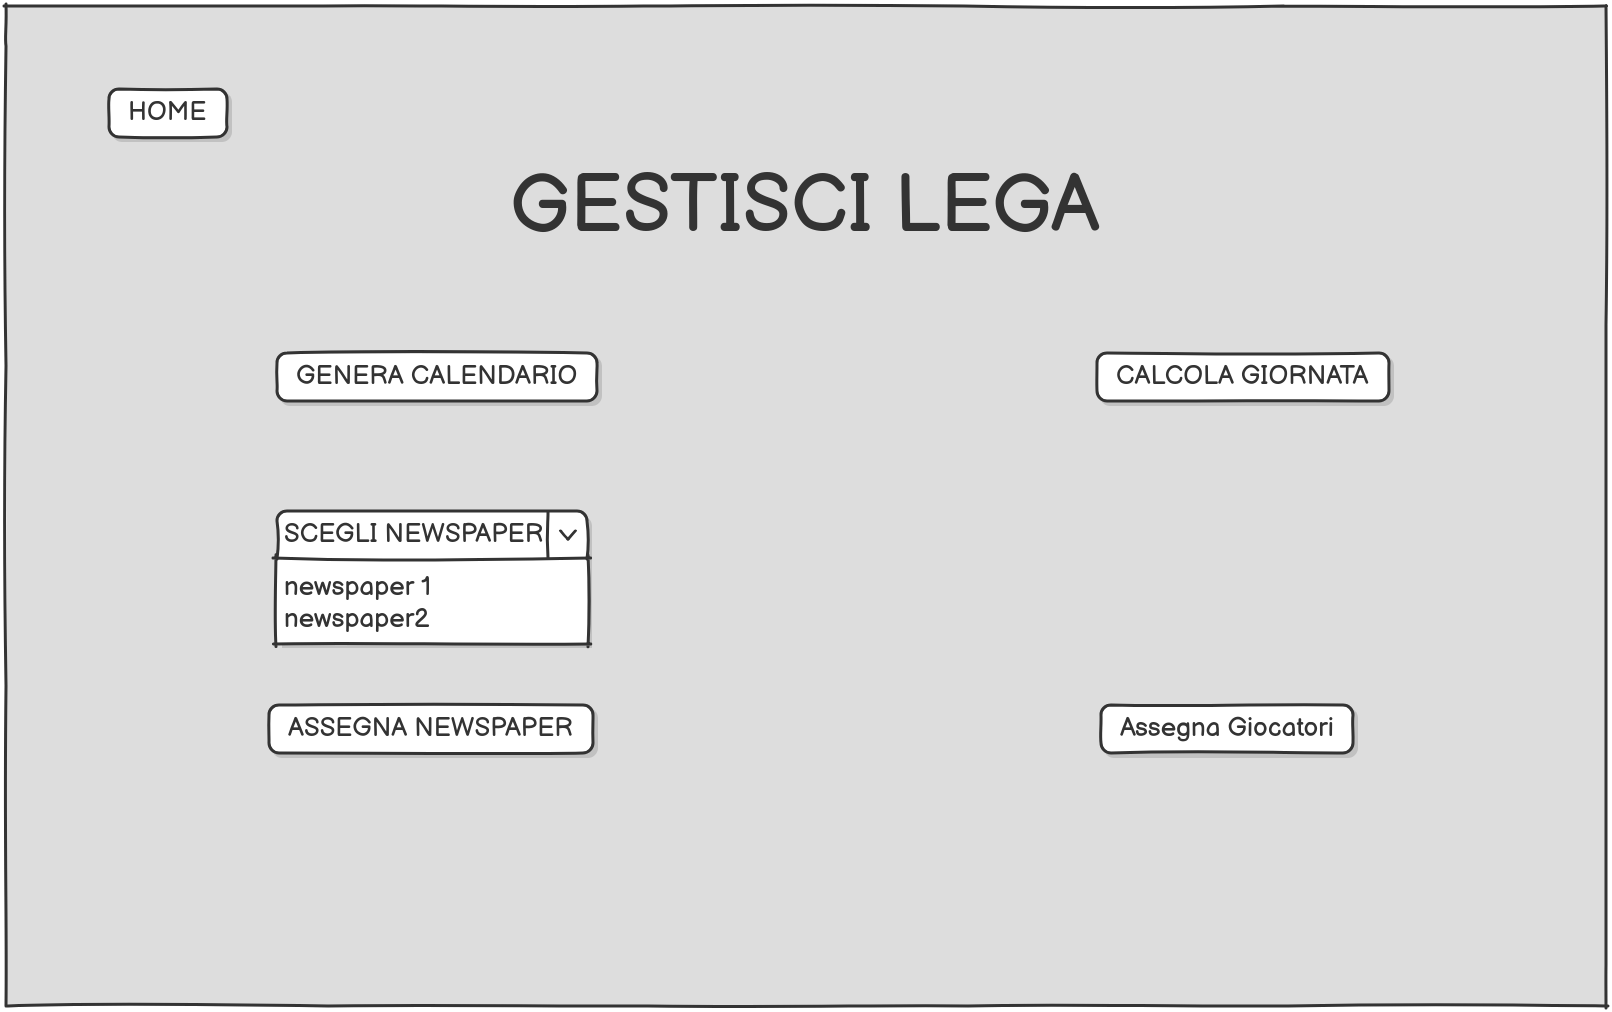 HOME
GESTISCI LEGA
GENERA CALENDARIO
CALCOLA GIORNATA
SCEGLI NEWSPAPER
newspaper 1
newspaper2
ASSEGNA NEWSPAPER
Assegna Giocatori